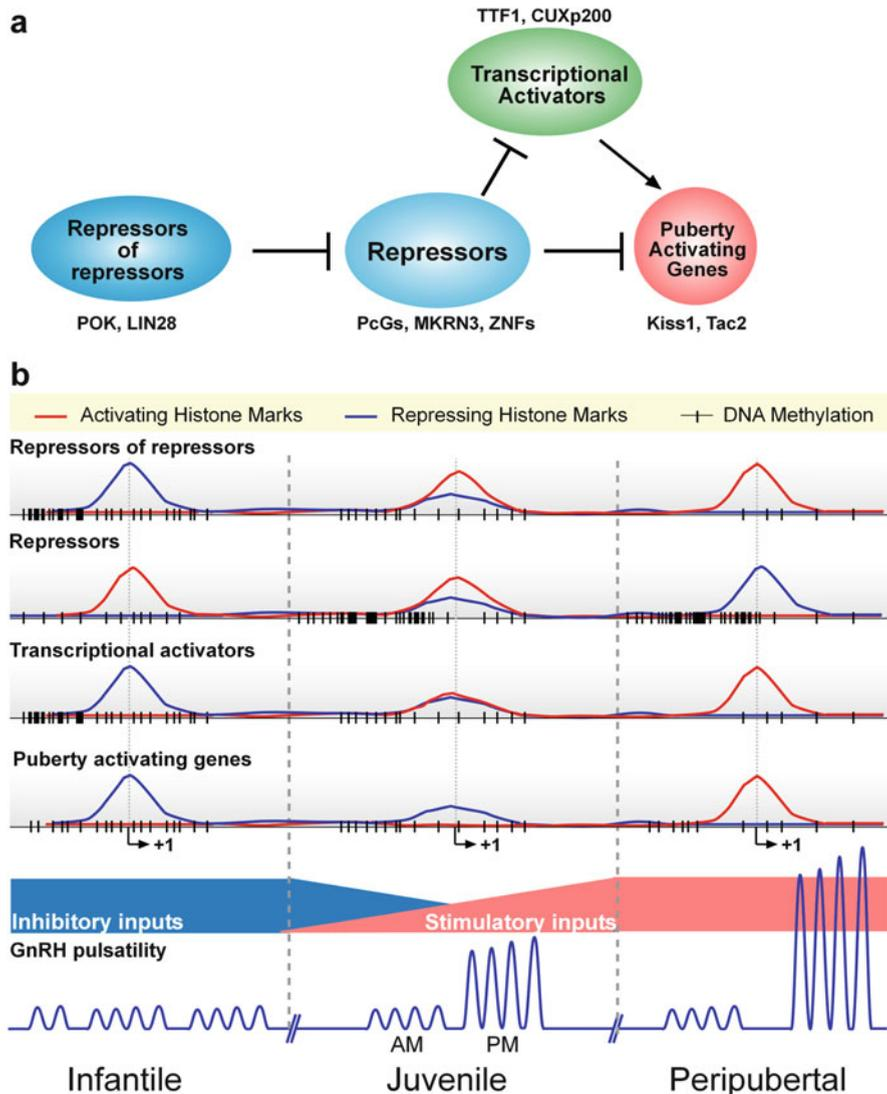 a
TTF1, CUXp200
Transcriptional
Activators
Repressors
of
repressors
Repressors
Puberty
Activating
Genes
POK, LIN28
PcGs, MKRN3, ZNFs
Kiss1, Tac2
b
Activating Histone Marks
Repressing Histone Marks
DNA Methylation
Repressors of repressors
Repressors
Transcriptional activators
Puberty activating genes
+1
+1
+1
Inhibitory inputs
Stimulatory inputs
GnRH pulsatility
AM
PM
Infantile
Juvenile
Peripubertal